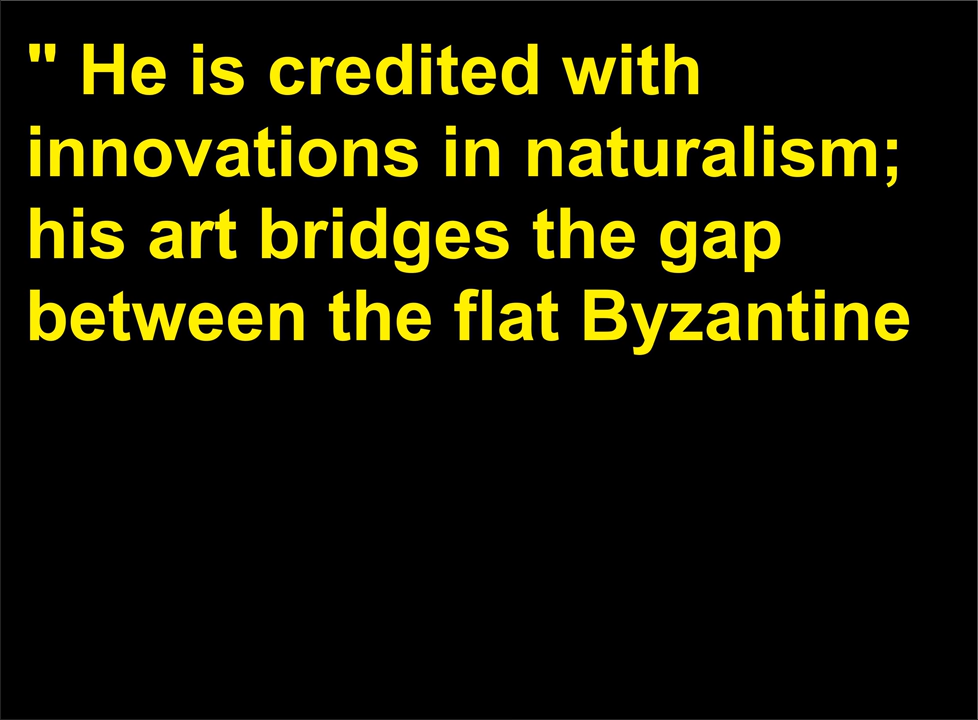 " He is credited with
innovations in naturalism;
his art bridges the gap
between the flat Byzantine